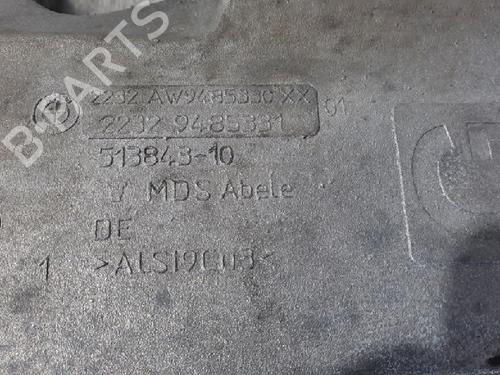 B-PARTS
2232 AW9485330 XX
01
2232 9485331
513843-10
MDS Abele
DE
1 >AlSi9Cu3<